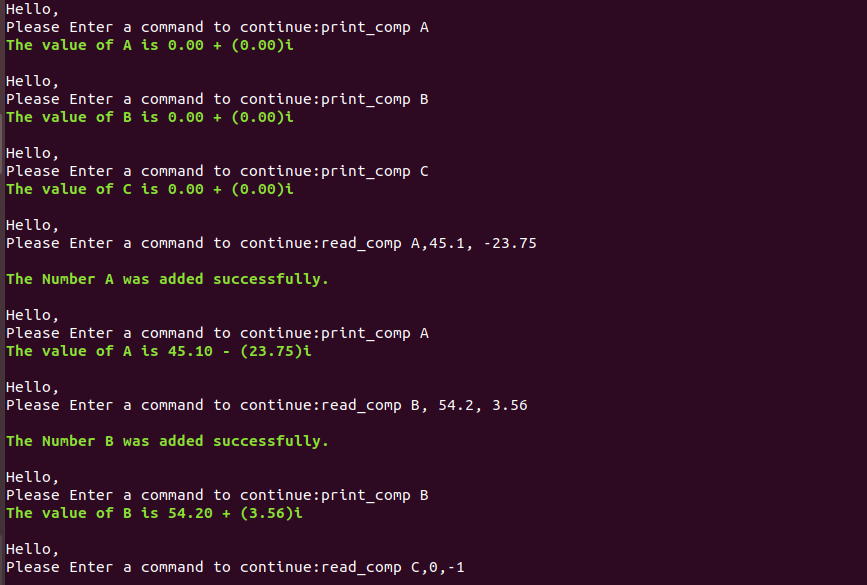 Hello,
Please Enter a command to continue:print_comp A
The value of A is 0.00 + (0.00)i
Hello,
Please Enter a command to continue:print_comp B
The value of B is 0.00 + (0.00)i
Hello,
Please Enter a command to continue:print_comp C
The value of C is 0.00 + (0.00)i
Hello,
Please Enter a command to continue:read_comp A,45.1, -23.75
The Number A was added successfully.
Hello,
Please Enter a command to continue:print_comp A
The value of A is 45.10 - (23.75)i
Hello,
Please Enter a command to continue:read_comp B, 54.2, 3.56
The Number B was added successfully.
Hello,
Please Enter a command to continue:print_comp B
The value of B is 54.20 + (3.56)i
Hello,
Please Enter a command to continue:read_comp C,0,-1